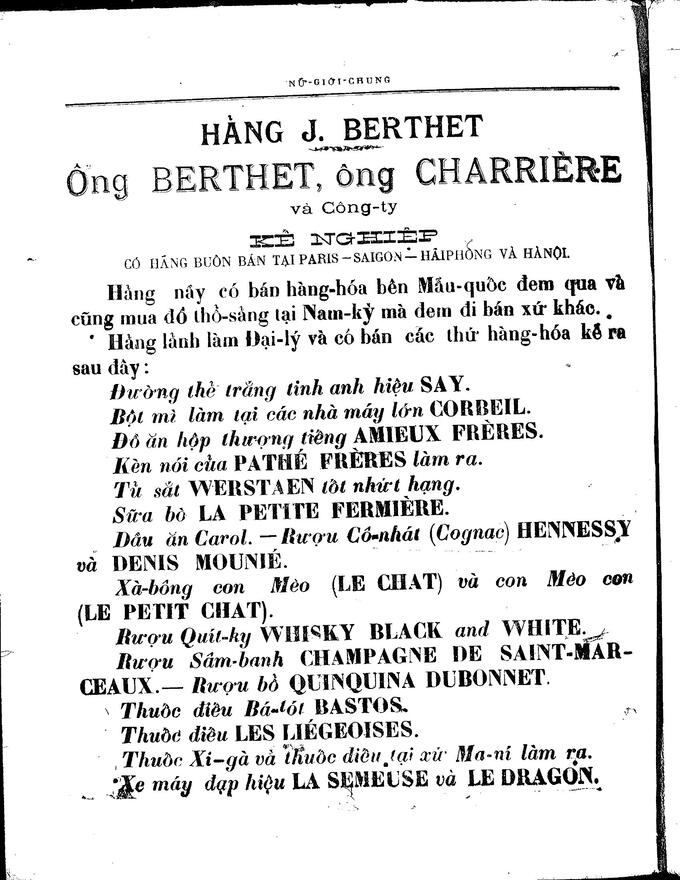 NỮ-GIỚI-CHUNG
HÃNG J. BERTHET
Ông BERTHET, ông CHARRIÈRE
và Công-ty
KẾ NGHIỆP
CÓ HÃNG BUÔN BÁN TẠI PARIS – SAIGON – HẢIPHÒNG VÀ HÀNỘI.
Hãng nầy có bán hàng-hóa bên Mẫu-quốc đem qua và
cũng mua đồ thổ-sảng tại Nam-kỳ mà đem đi bán xứ khác.
Hãng lãnh làm Đại-lý và có bán các thứ hàng-hóa kể ra
sau đây :
Đường thẻ trắng tinh anh hiệu SAY.
Bột mì làm tại các nhà máy lớn CORBEIL.
Đồ ăn hộp thượng tiếng AMIEUX FRÈRES.
Kèn nói của PATHÉ FRÈRES làm ra.
Tủ sắt WERSTAEN tốt nhứt hạng.
Sữa bò LA PETITE FERMIÈRE.
Dầu ăn Carol. — Rượu Cô-nhát (Cognac) HENNESSY
và DENIS MOUNIÉ.
Xà-bông con Mèo (LE CHAT) và con Mèo con
(LE PETIT CHAT).
Rượu Quít-ky WHISKY BLACK and WHITE.
Rượu Sâm-banh CHAMPAGNE DE SAINT-MAR-
CEAUX. — Rượu bổ QUINQUINA DUBONNET.
Thuốc điếu Bá-tót BASTOS.
Thuốc điếu LES LIÉGEOISES.
Thuốc Xi-gà và thuốc điếu tại xứ Ma-ní làm ra.
Xe máy đạp hiệu LA SEMEUSE và LE DRAGON.